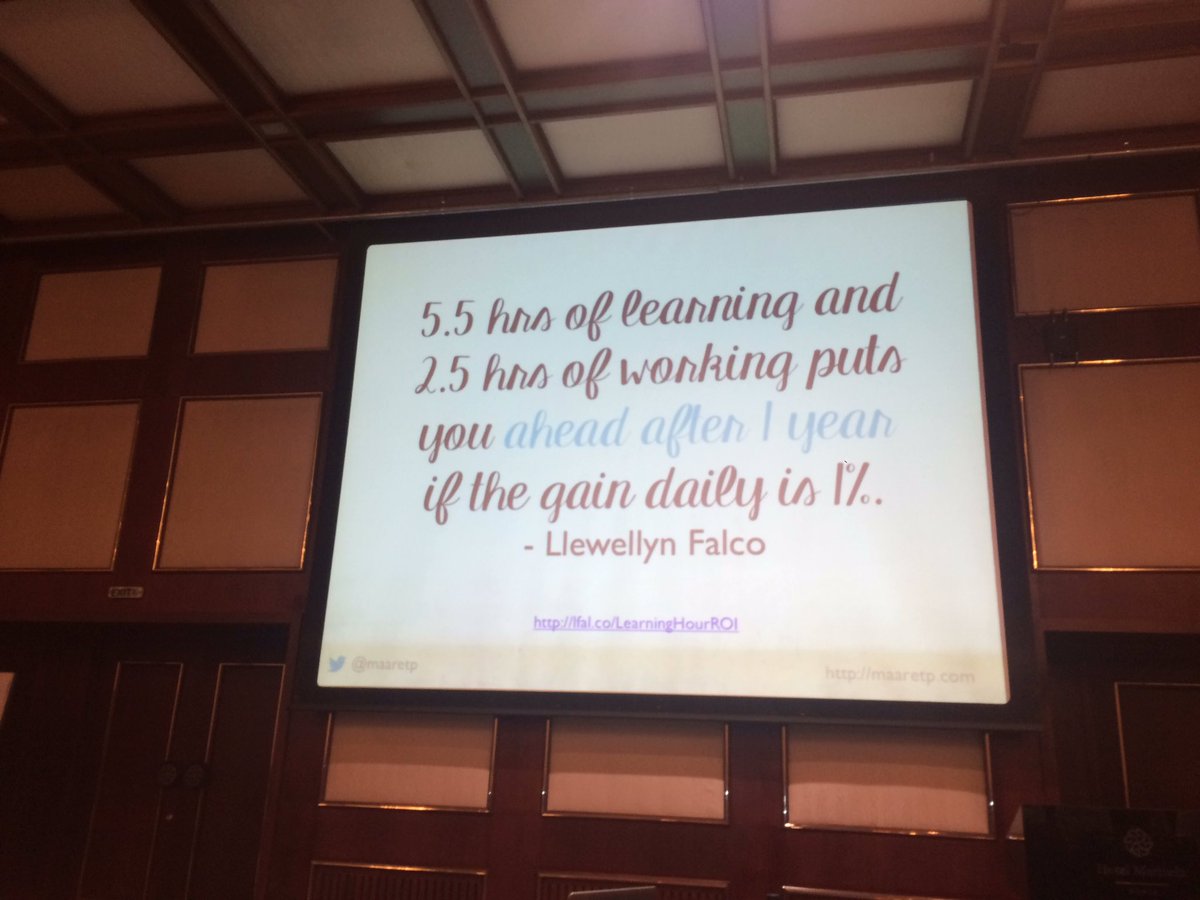 5.5 hrs of learning and
2.5 hrs of working puts
you ahead after 1 year
if the gain daily is 1%.
- Llewellyn Falco
http://lfal.co/LearningHourROI
@maaretp
http://maaretp.com
EXIT